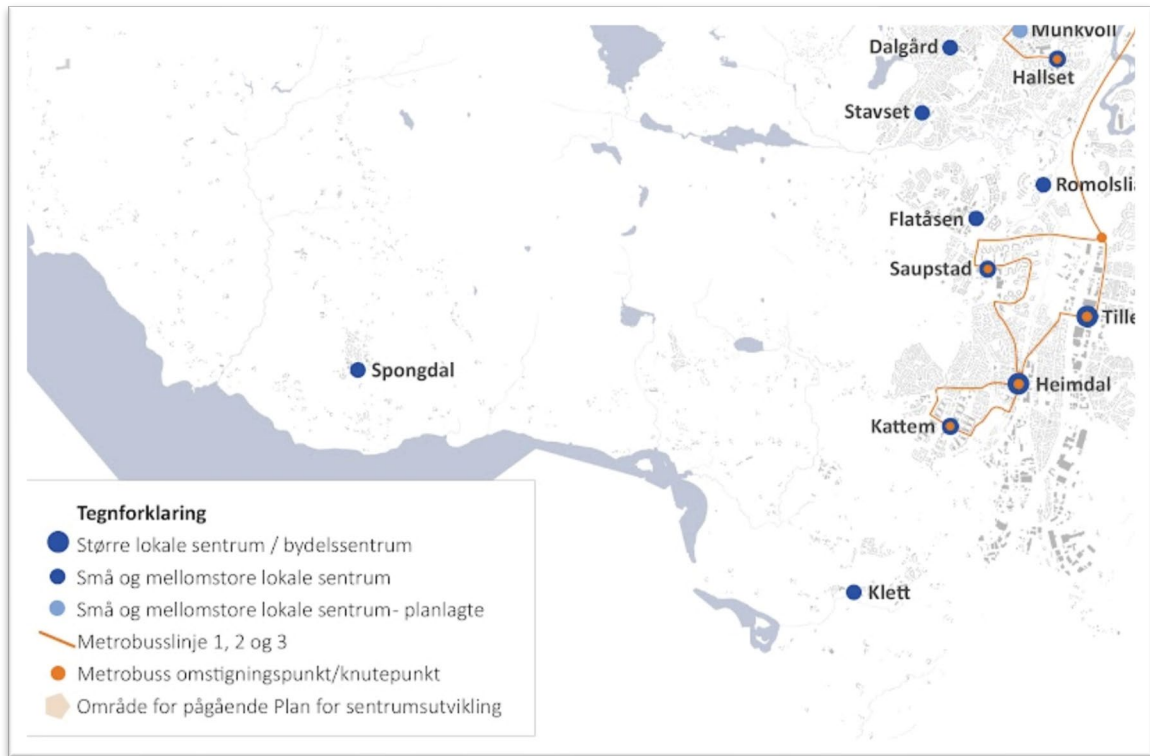 Munkvoll
Dalgård
Hallset
Stavset
Romolslia
Flatåsen
Saupstad
Tille
Spongdal
Heimdal
Kattem
Klett
Tegnforklaring
Større lokale sentrum / bydelssentrum
Små og mellomstore lokale sentrum
Små og mellomstore lokale sentrum- planlagte
Metrobusslinje 1, 2 og 3
Metrobuss omstigningspunkt/knutepunkt
Område for pågående Plan for sentrumsutvikling